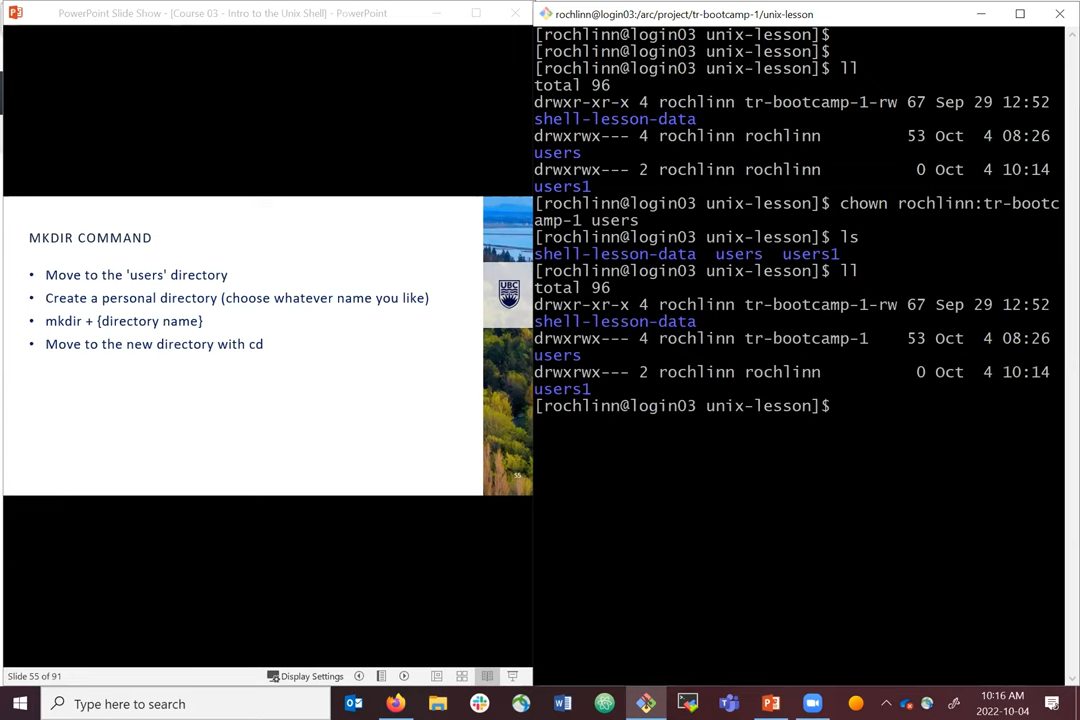 PowerPoint Slide Show - [Course 03 - Intro to the Unix Shell] - PowerPoint
MKDIR COMMAND
• Move to the 'users' directory
• Create a personal directory (choose whatever name you like)
• mkdir + {directory name}
• Move to the new directory with cd
UBC
55
Slide 55 of 91
Display Settings
rochlinn@login03:/arc/project/tr-bootcamp-1/unix-lesson
[rochlinn@login03 unix-lesson]$
[rochlinn@login03 unix-lesson]$
[rochlinn@login03 unix-lesson]$ ll
total 96
drwxr-xr-x 4 rochlinn tr-bootcamp-1-rw 67 Sep 29 12:52
shell-lesson-data
drwxrwx--- 4 rochlinn rochlinn 53 Oct 4 08:26
users
drwxrwx--- 2 rochlinn rochlinn 0 Oct 4 10:14
users1
[rochlinn@login03 unix-lesson]$ chown rochlinn:tr-bootc
amp-1 users
[rochlinn@login03 unix-lesson]$ ls
shell-lesson-data users users1
[rochlinn@login03 unix-lesson]$ ll
total 96
drwxr-xr-x 4 rochlinn tr-bootcamp-1-rw 67 Sep 29 12:52
shell-lesson-data
drwxrwx--- 4 rochlinn tr-bootcamp-1 53 Oct 4 08:26
users
drwxrwx--- 2 rochlinn rochlinn 0 Oct 4 10:14
users1
[rochlinn@login03 unix-lesson]$
Type here to search
10:16 AM
2022-10-04